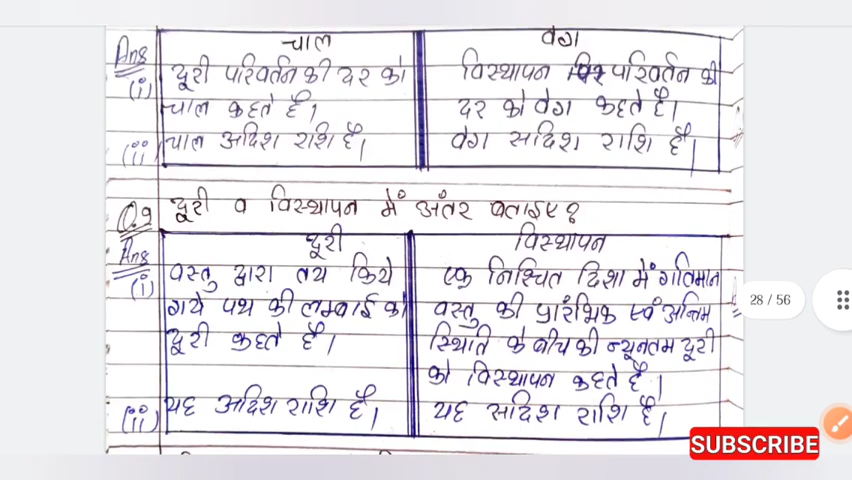 Ans चाल वेग
(i) दूरी परिवर्तन की दर को विस्थापन परिवर्तन की
चाल कहते हैं। दर को वेग कहते हैं।
(ii) चाल अदिश राशि है। वेग सदिश राशि है।
Q.9 दूरी व विस्थापन में अंतर बताइए?
Ans दूरी विस्थापन
(i) वस्तु द्वारा तय किये एक निश्चित दिशा में गतिमान
गये पथ की लम्बाई को वस्तु की प्रारंभिक एवं अन्तिम
दूरी कहते हैं। स्थिति के बीच की न्यूनतम दूरी
को विस्थापन कहते हैं।
(ii) यह अदिश राशि है। यह सदिश राशि है।
28 / 56
SUBSCRIBE